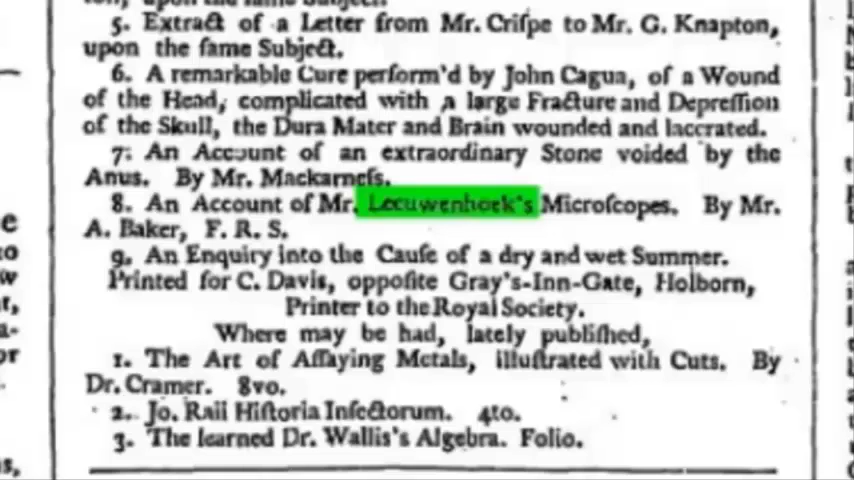 5. Extract of a Letter from Mr. Criſpe to Mr. G. Knapton,
upon the ſame Subject.
6. A remarkable Cure perform'd by John Cagua, of a Wound
of the Head, complicated with a large Fracture and Depreſſion
of the Skull, the Dura Mater and Brain wounded and lacerated.
7. An Account of an extraordinary Stone voided by the
Anus. By Mr. Mackarneſs.
8. An Account of Mr. Leeuwenhoek's Microſcopes. By Mr.
A. Baker, F. R. S.
9. An Enquiry into the Cauſe of a dry and wet Summer.
Printed for C. Davis, oppoſite Gray's-Inn-Gate, Holborn,
Printer to the Royal Society.
Where may be had, lately publiſhed,
1. The Art of Aſſaying Metals, illuſtrated with Cuts. By
Dr. Cramer. 8vo.
2. Jo. Raii Hiſtoria Inſectorum. 4to.
3. The learned Dr. Wallis's Algebra. Folio.